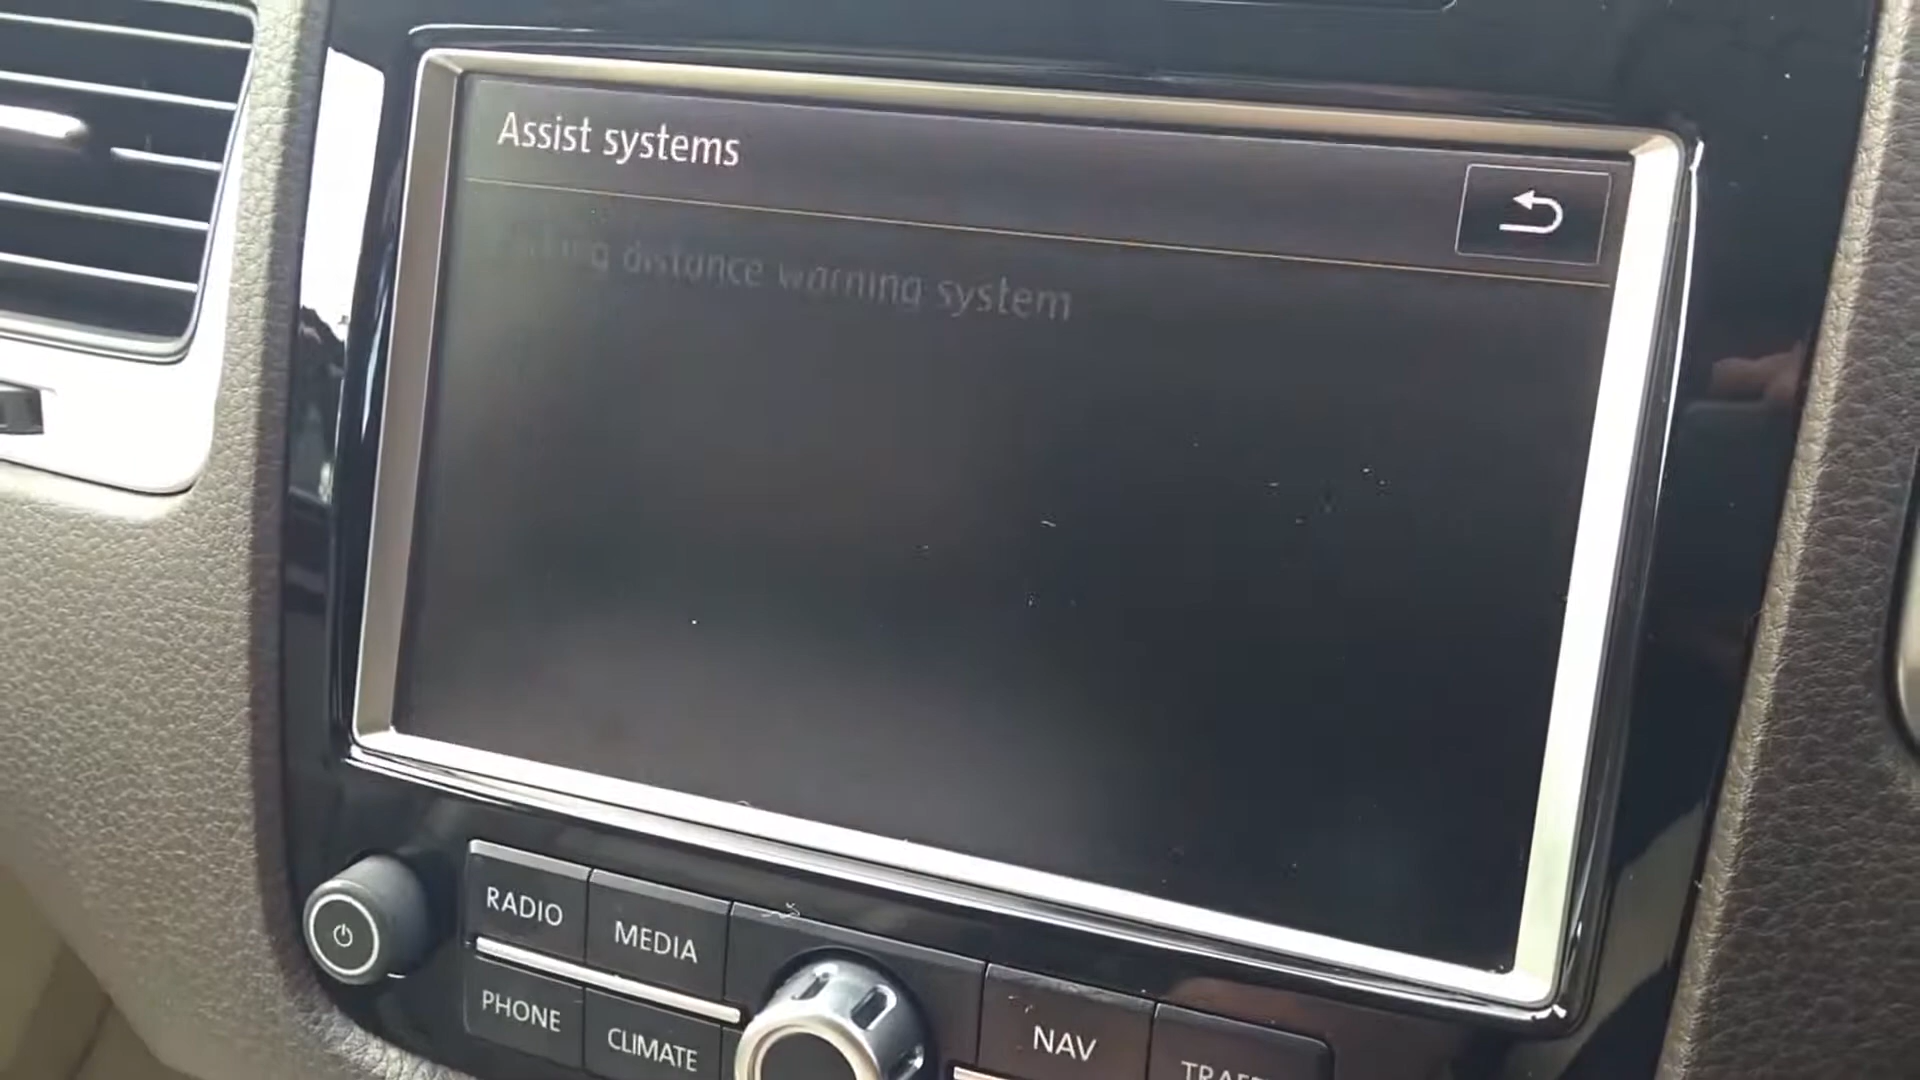 Assist systems
distance warning system
RADIO
MEDIA
PHONE
CLIMATE
NAV